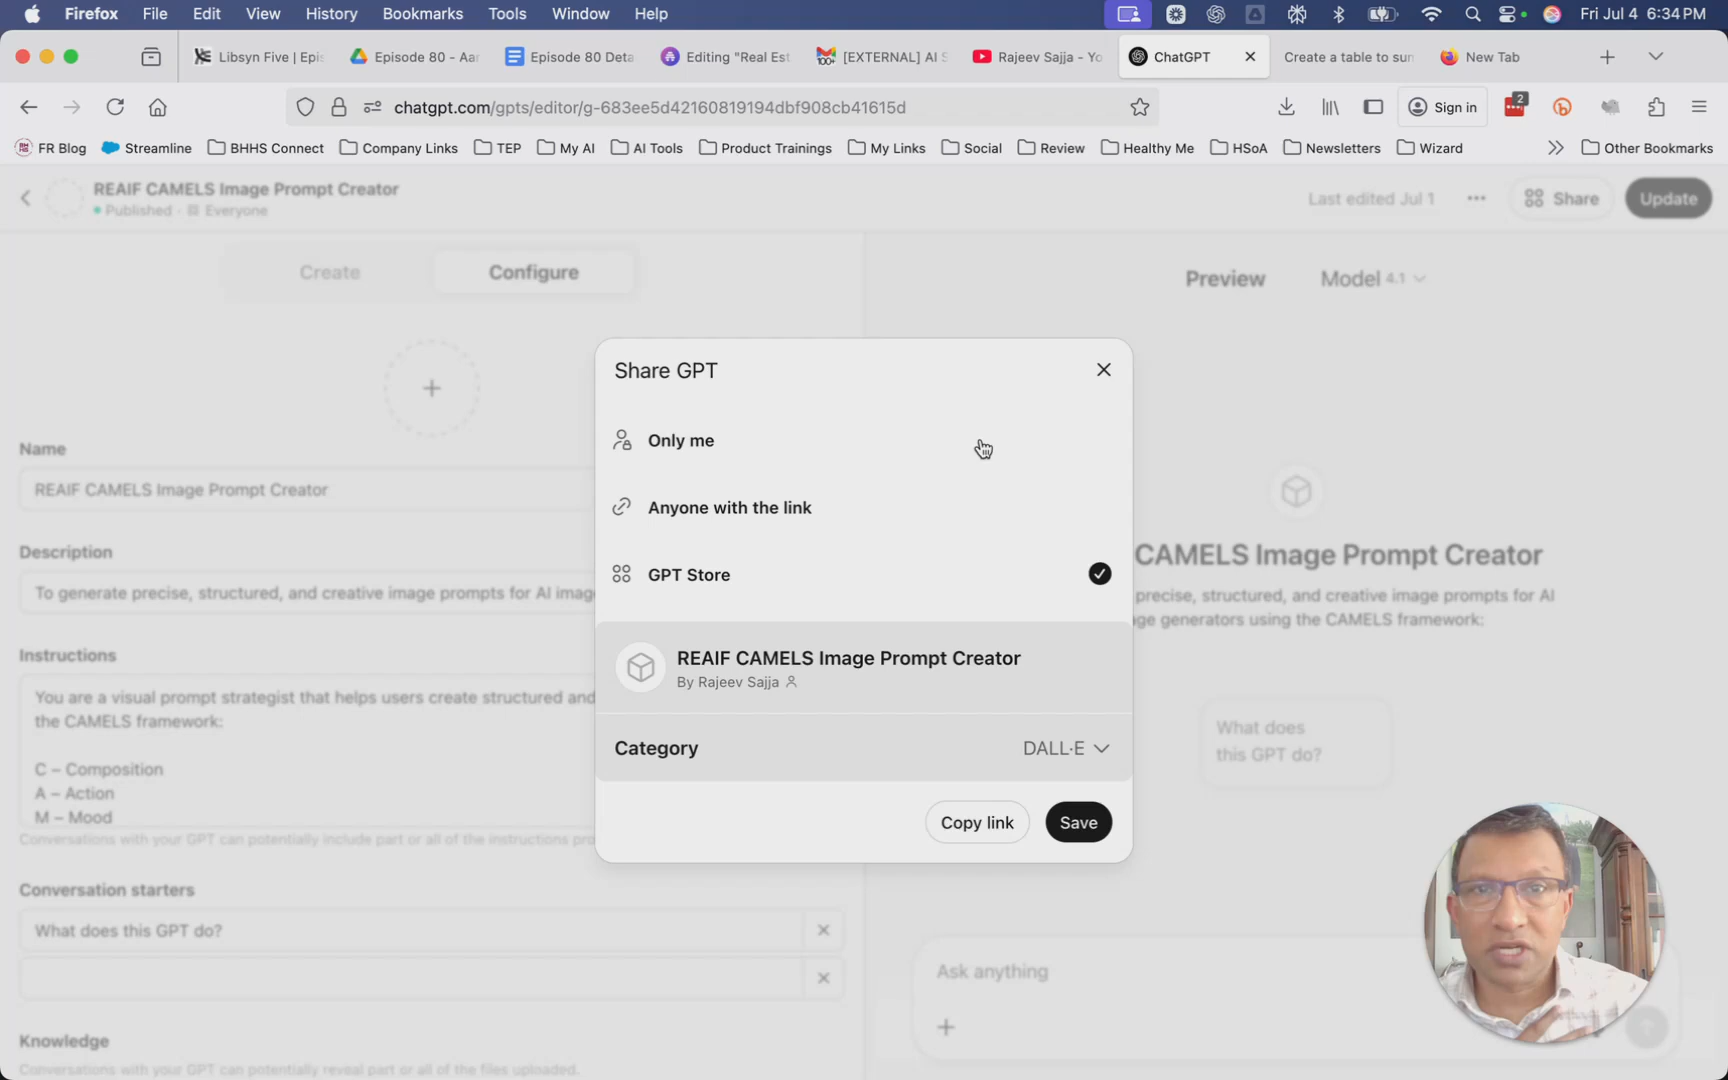 Firefox File Edit View History Bookmarks Tools Window Help Fri Jul 4 6:34 PM
Libsyn Five | Epis Episode 80 - Aar Episode 80 Deta Editing "Real Est [EXTERNAL] AI S Rajeev Sajja - Yo ChatGPT Create a table to sum New Tab
chatgpt.com/gpts/editor/g-683ee5d42160819194dbf908cb41615d Sign in 2
FR Blog Streamline BHHS Connect Company Links TEP My AI AI Tools Product Trainings My Links Social Review Healthy Me HSoA Newsletters Wizard Other Bookmarks
REAIF CAMELS Image Prompt Creator
Published · Everyone
Last edited Jul 1 Share Update
Create Configure
Preview Model 4.1
Share GPT
Only me
Anyone with the link
GPT Store
REAIF CAMELS Image Prompt Creator
By Rajeev Sajja
Category DALL·E
Copy link Save
Name
REAIF CAMELS Image Prompt Creator
Description
To generate precise, structured, and creative image prompts for AI imag
Instructions
You are a visual prompt strategist that helps users create structured and
the CAMELS framework:
C – Composition
A – Action
M – Mood
Conversations with your GPT can potentially include part or all of the instructions pro
Conversation starters
What does this GPT do?
Knowledge
Conversations with your GPT can potentially reveal part or all of the files uploaded.
CAMELS Image Prompt Creator
precise, structured, and creative image prompts for AI
ge generators using the CAMELS framework:
What does
this GPT do?
Ask anything